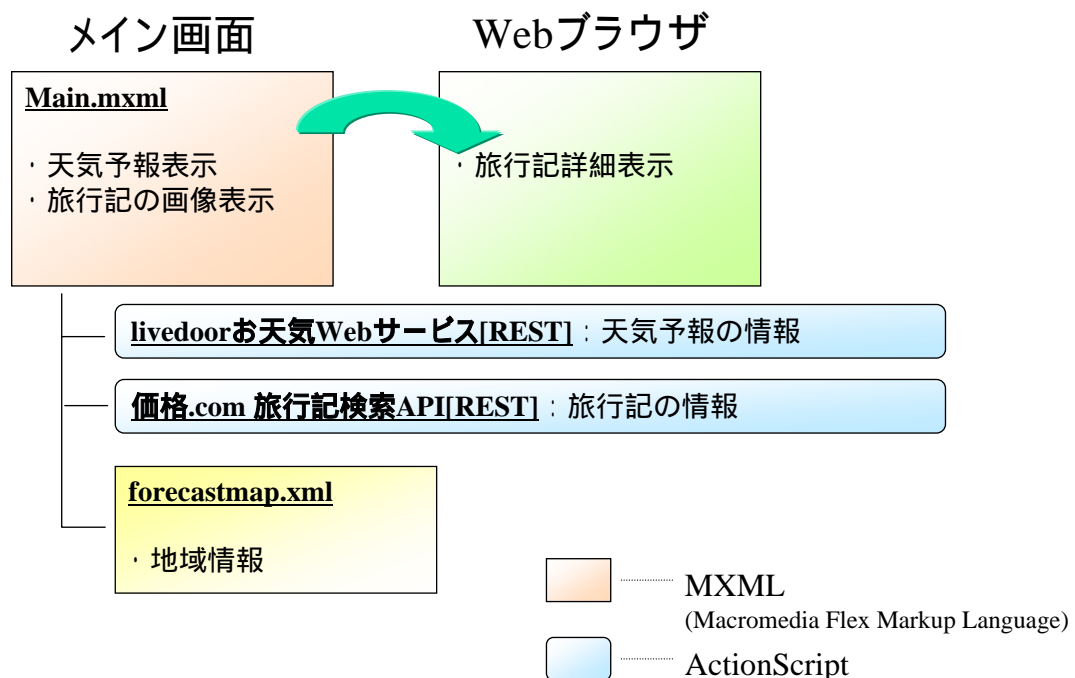 メイン画面
Webブラウザ
Main.mxml
・天気予報表示
・旅行記の画像表示
・旅行記詳細表示
livedoorお天気Webサービス[REST]:天気予報の情報
価格.com 旅行記検索API[REST]:旅行記の情報
forecastmap.xml
・地域情報
MXML
(Macromedia Flex Markup Language)
ActionScript